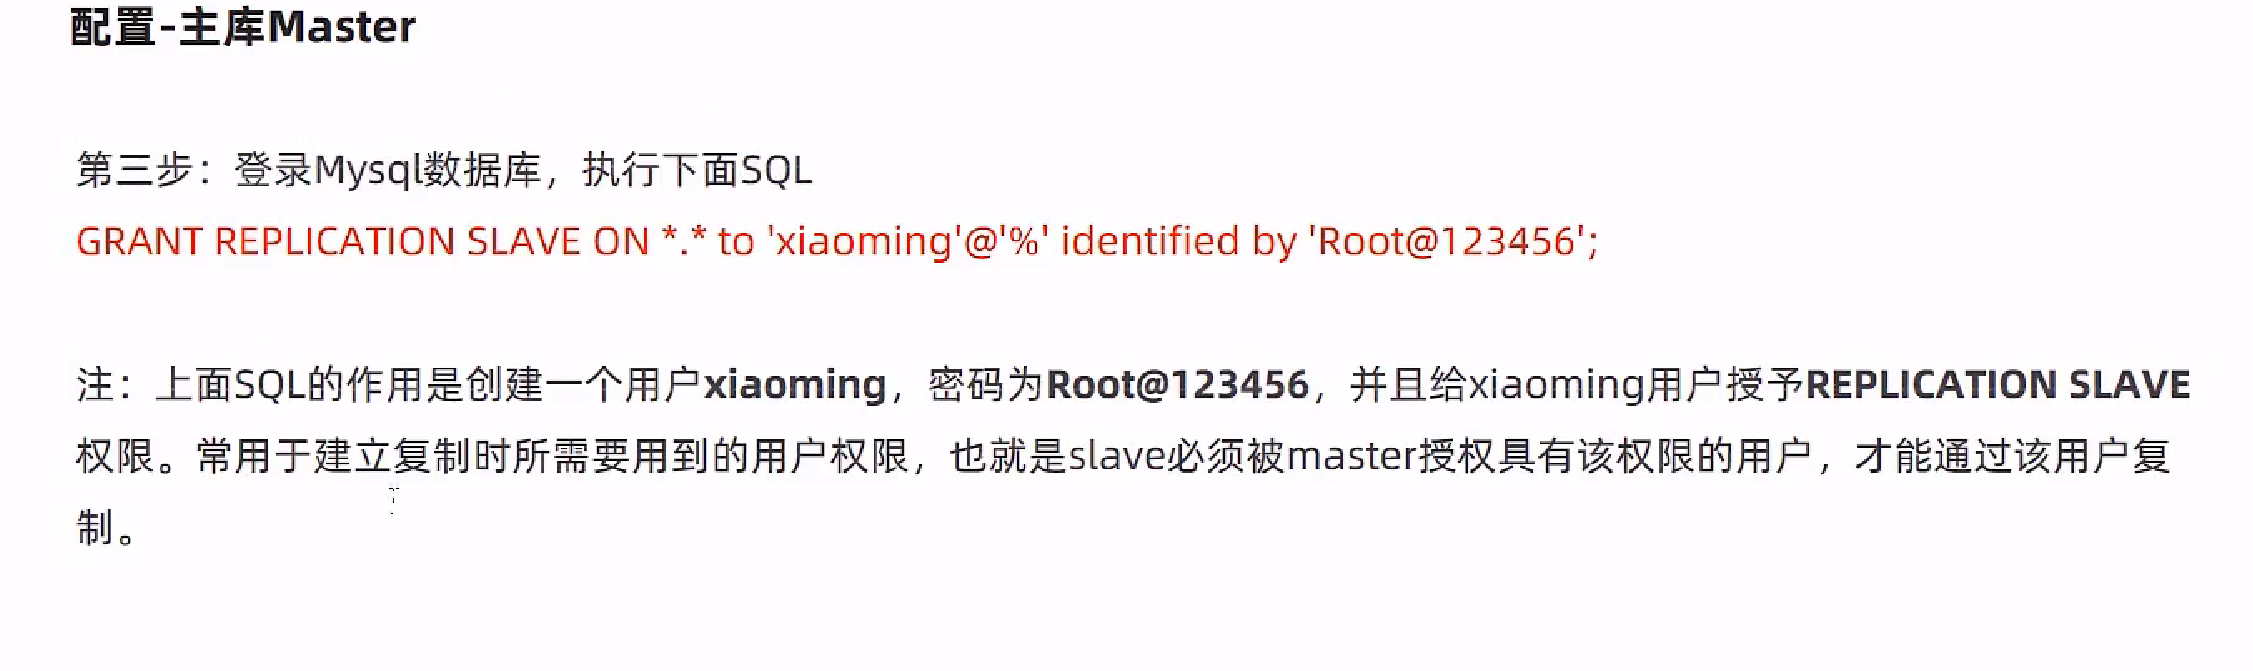 配置-主库Master
第三步：登录Mysql数据库，执行下面SQL
GRANT REPLICATION SLAVE ON *.* to 'xiaoming'@'%' identified by 'Root@123456';
注：上面SQL的作用是创建一个用户xiaoming，密码为Root@123456，并且给xiaoming用户授予REPLICATION SLAVE
权限。常用于建立复制时所需要用到的用户权限，也就是slave必须被master授权具有该权限的用户，才能通过该用户复
制。